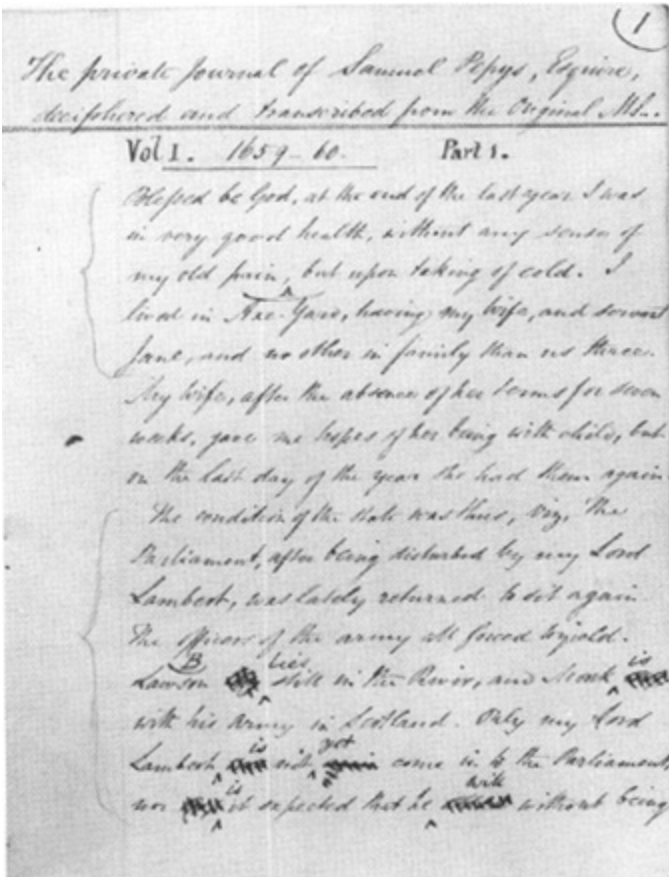 1
The private Journal of Samuel Pepys, Esquire,
deciphered and transcribed from the Original MS..
Vol I. 1659-60. Part 1.
Blessed be God, at the end of the last year I was
in very good health, without any sense of
my old pain, but upon taking of cold. I
lived in Axe-Yard, having my wife, and servant
Jane, and no other in family than us three.
My wife, after the absence of her terms for seven
weeks, gave me hopes of her being with child, but
on the last day of the year she had them again.
The condition of the state was thus, viz, The
Parliament, after being disturbed by my Lord
Lambert, was lately returned to sit again
The officers of the army all forced to yield.
B lies is
Lawson still in the River, and Monk
with his army in Scotland. Only my Lord
is yet
Lambert not come in to the Parliament,
is will
nor it expected that he without being